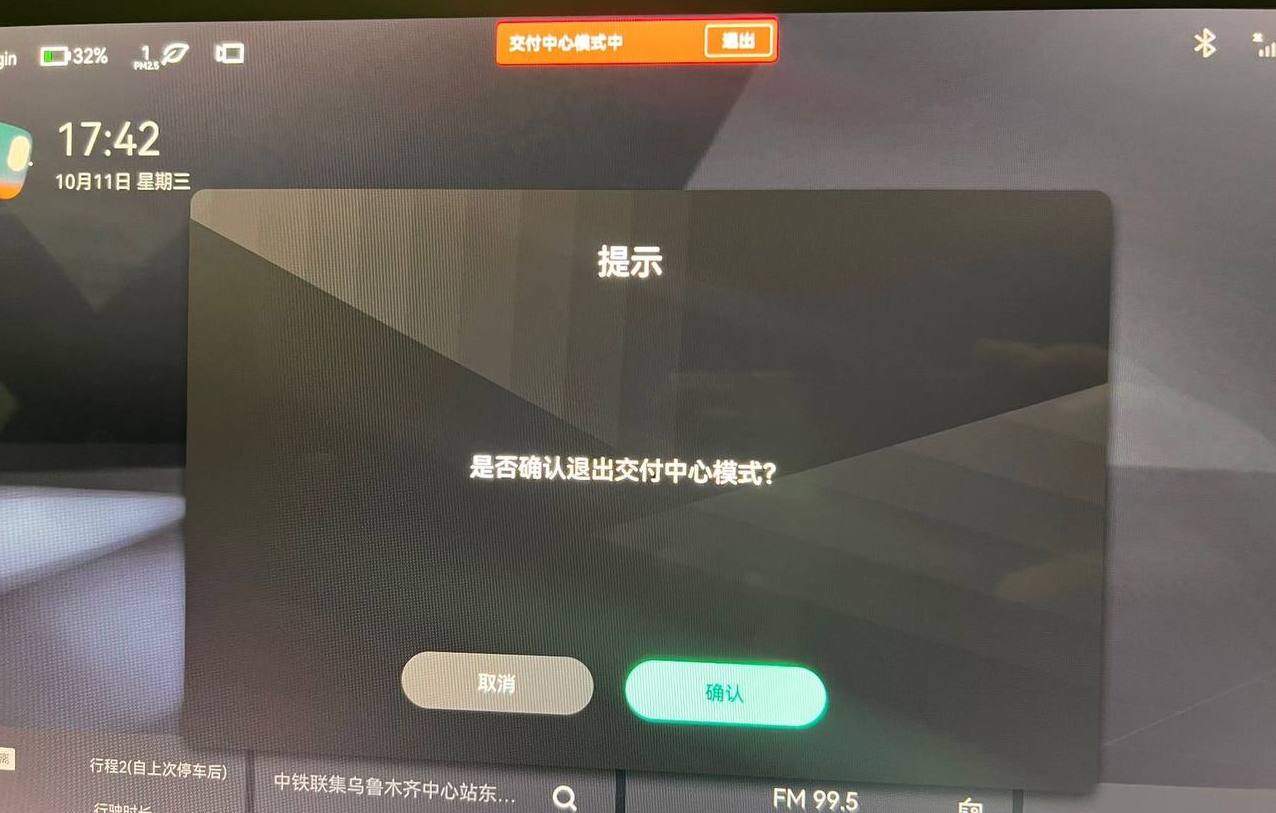 gin
32%
1
PM2.5
交付中心模式中
退出
17:42
10月11日 星期三
提示
是否确认退出交付中心模式?
取消
确认
行程2(自上次停车后)
行驶时长
中铁联集乌鲁木齐中心站东...
FM 99.5